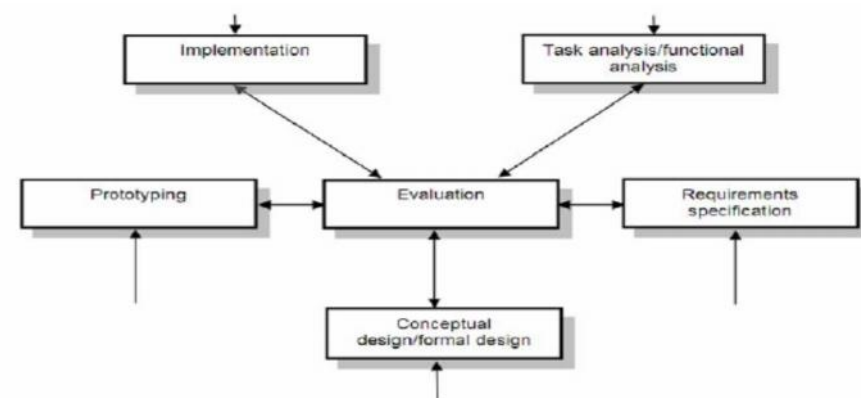 Implementation
Task analysis/functional
analysis
Prototyping
Evaluation
Requirements
specification
Conceptual
design/formal design